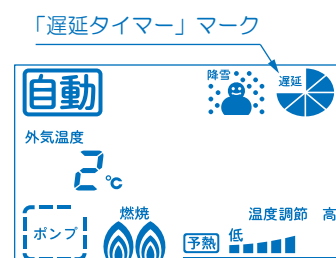 「遅延タイマー」マーク
自動 降雪 遅延
外気温度
2℃
燃焼 温度調節 高
ポンプ 予熱 低